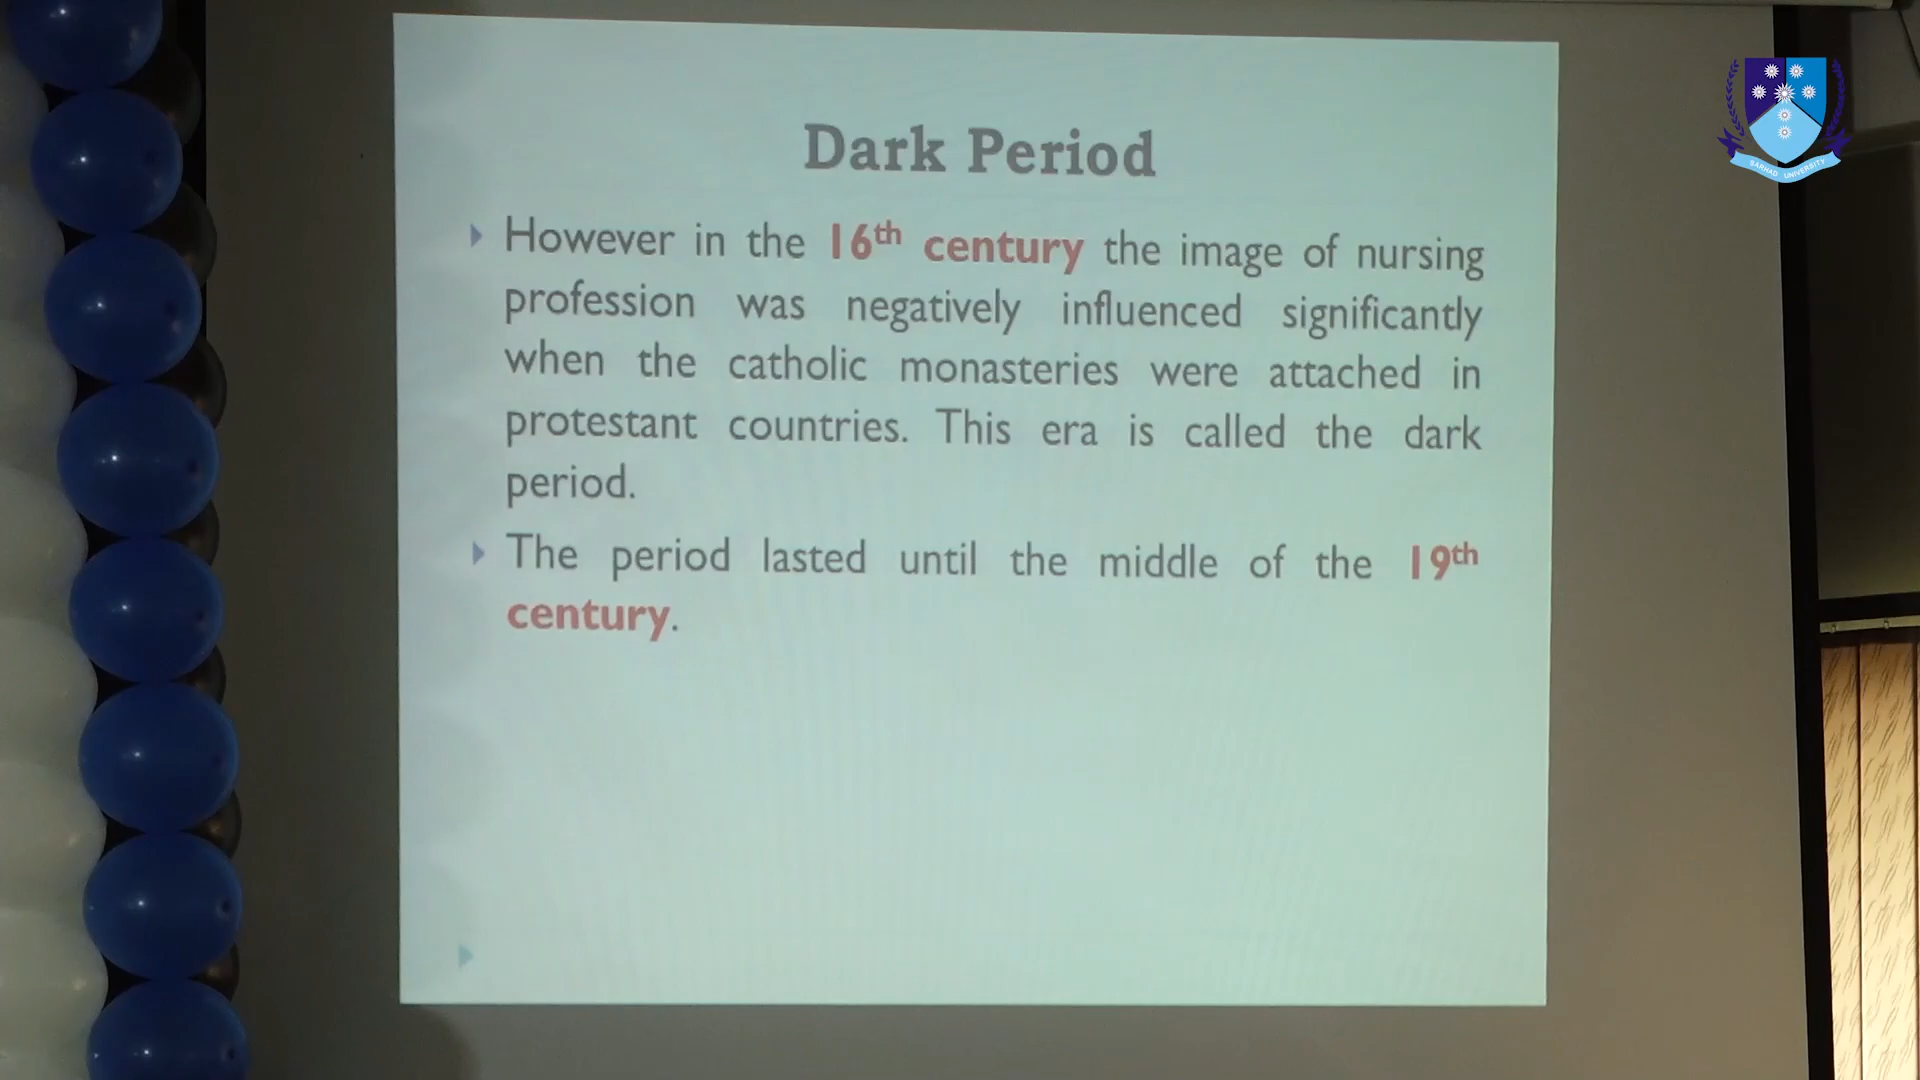 Dark Period
However in the 16th century the image of nursing
profession was negatively influenced significantly
when the catholic monasteries were attached in
protestant countries. This era is called the dark
period.
The period lasted until the middle of the 19th
century.
SARHAD UNIVERSITY